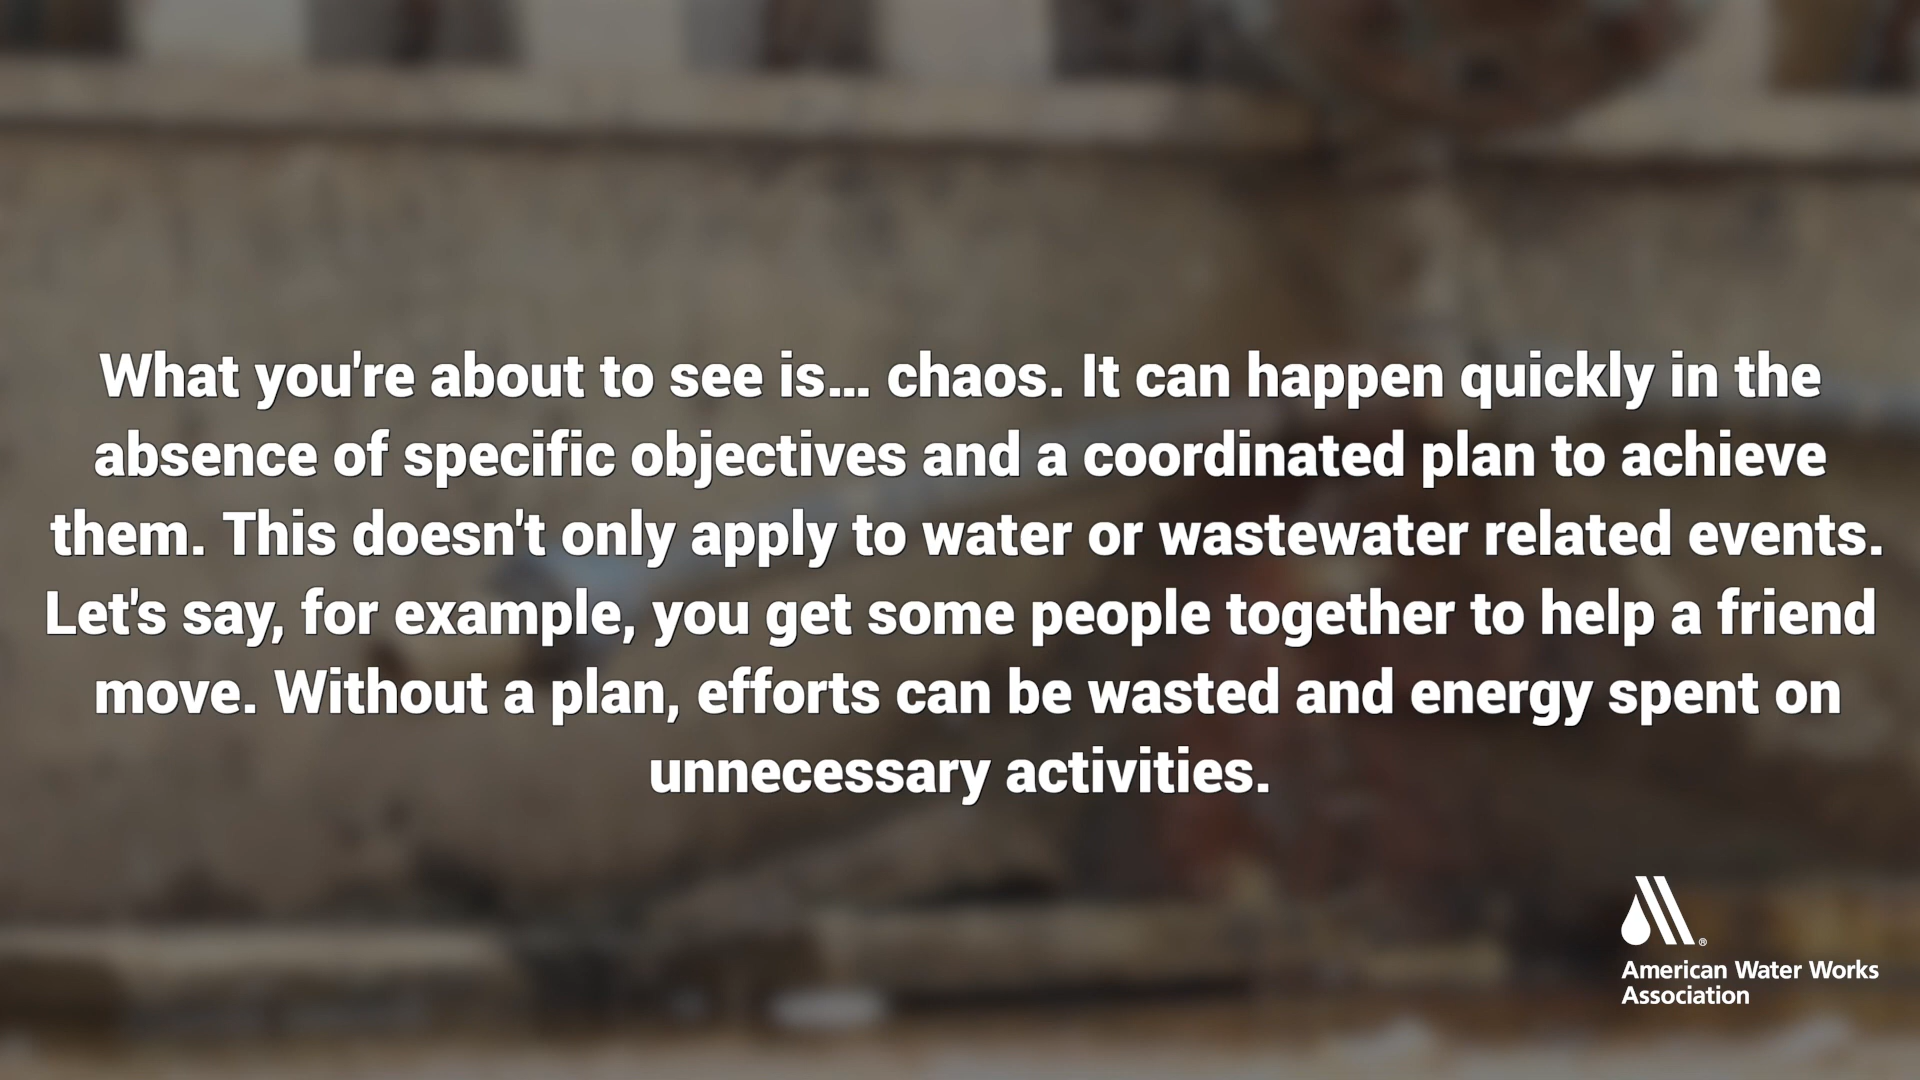 What you're about to see is... chaos. It can happen quickly in the
absence of specific objectives and a coordinated plan to achieve
them. This doesn't only apply to water or wastewater related events.
Let's say, for example, you get some people together to help a friend
move. Without a plan, efforts can be wasted and energy spent on
unnecessary activities.
®
American Water Works
Association